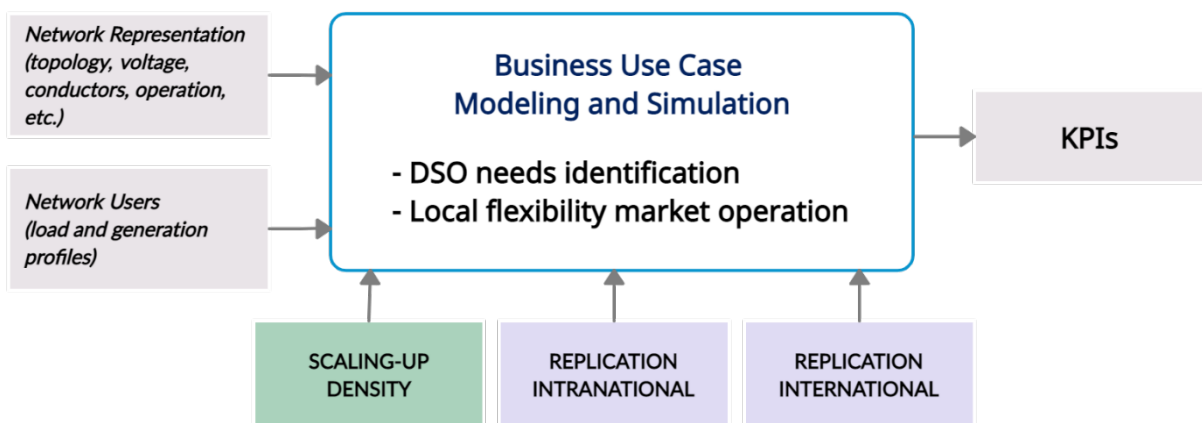 Network Representation
(topology, voltage,
conductors, operation,
etc.)
Network Users
(load and generation
profiles)
Business Use Case
Modeling and Simulation
- DSO needs identification
- Local flexibility market operation
KPIs
SCALING-UP
DENSITY
REPLICATION
INTRANATIONAL
REPLICATION
INTERNATIONAL